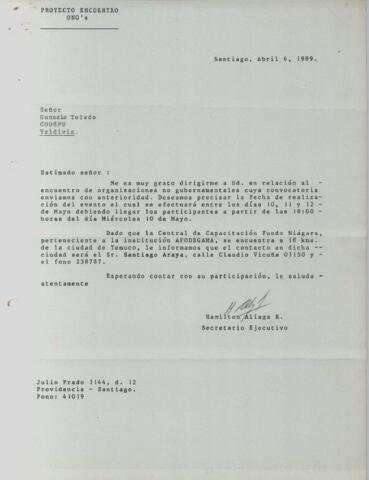 PROYECTO ENCUENTRO
ONG's
Santiago, Abril 6, 1989.
Señor
Gonzalo Toledo
CODEPU
Valdivia
Estimado señor :
Me es muy grato dirigirme a Ud. en relación al -
encuentro de organizaciones no gubernamentales cuya convocatoria
enviamos con anterioridad. Deseamos precisar la fecha de realiza-
ción del evento el cual se efectuará entre los días 10, 11 y 12
de Mayo debiendo llegar los participantes a partir de las 18:00-
horas del día Miércoles 10 de Mayo.
Dado que la Central de Capacitación Fundo Niágara,
perteneciente a la institución AFODEGAMA, se encuentra a 18 kms.
de la ciudad de Temuco, le informamos que el contacto en dicha --
ciudad será el Sr. Santiago Araya, calle Claudio Vicuña 01150 y -
el fono 238787.
Esperando contar con su participación, le saluda -
atentamente
Hamilton Aliaga R.
Secretario Ejecutivo
Julio Prado 1144, d. 12
Providencia - Santiago.
Fono: 41019